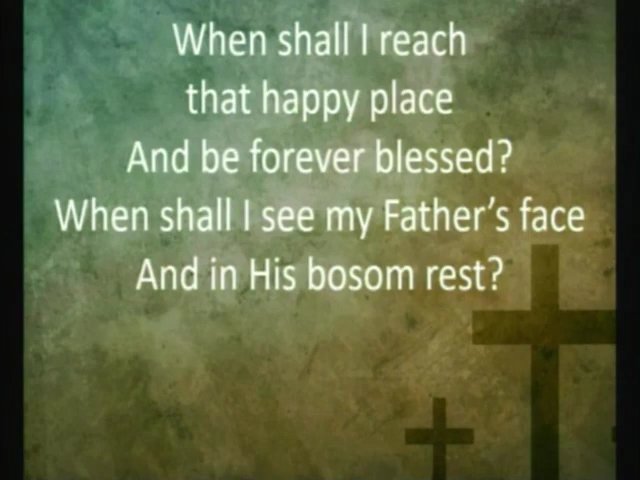 When shall I reach
that happy place
And be forever blessed?
When shall I see my Father’s face
And in His bosom rest?